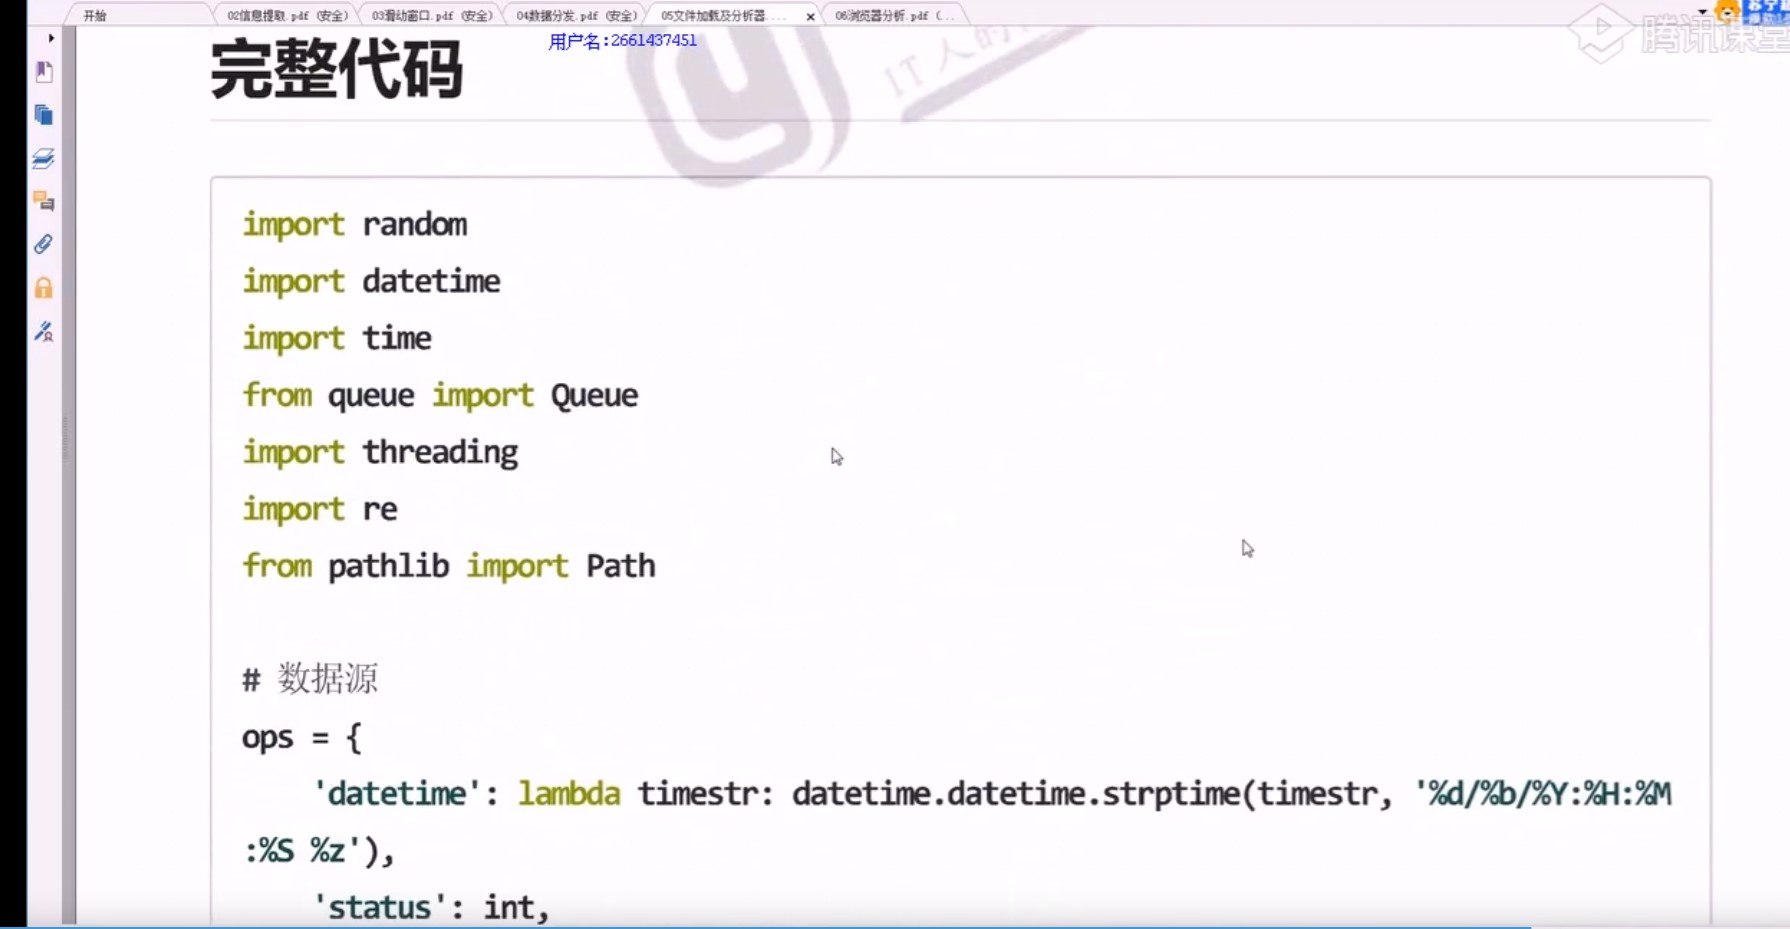 开始
02信息提取.pdf (安全)
03滑动窗口.pdf (安全)
04数据分发.pdf (安全)
05文件加载及分析器....
06浏览器分析.pdf (...
用户名:2661437451
腾讯课堂
完整代码
IT人的
import random
import datetime
import time
from queue import Queue
import threading
import re
from pathlib import Path
# 数据源
ops = {
'datetime': lambda timestr: datetime.datetime.strptime(timestr, '%d/%b/%Y:%H:%M
:%S %z'),
'status': int,